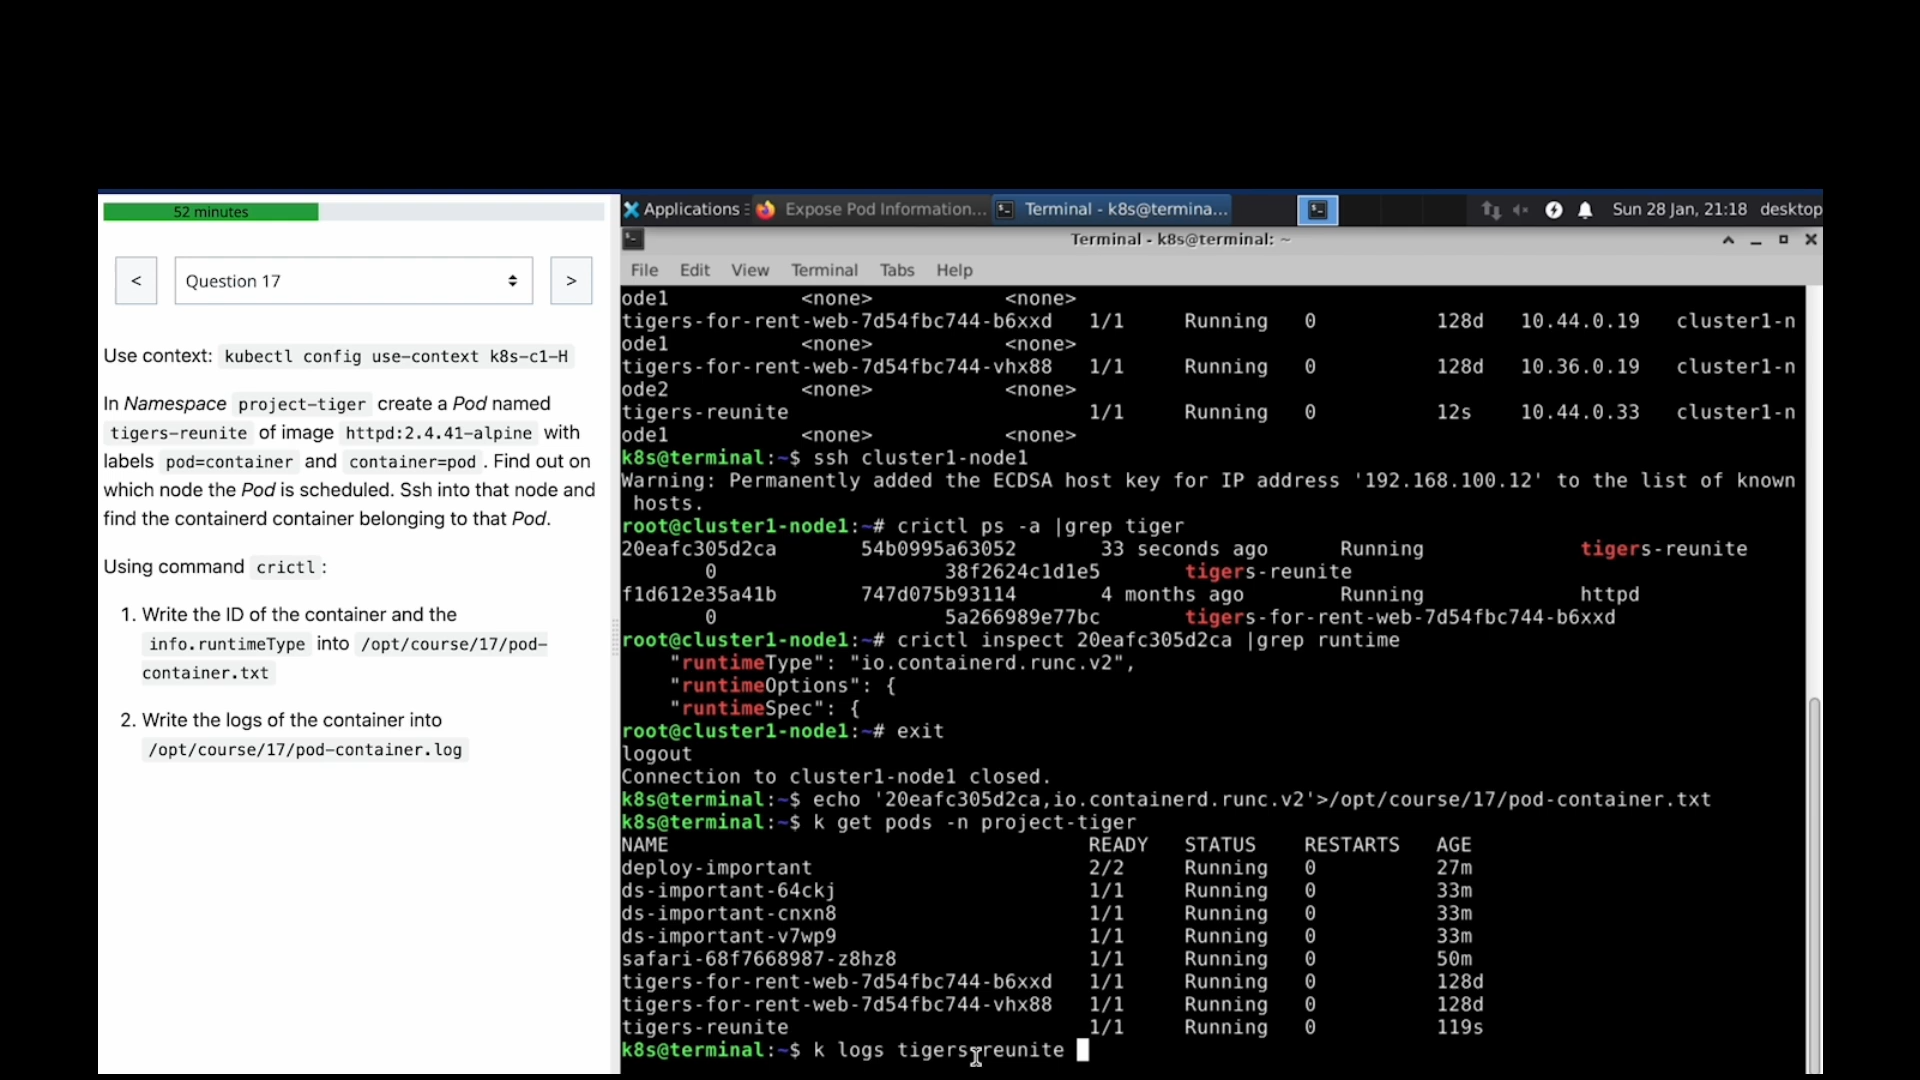 52 minutes
<
Question 17
>
Use context: kubectl config use-context k8s-c1-H
In Namespace project-tiger create a Pod named
tigers-reunite of image httpd:2.4.41-alpine with
labels pod=container and container=pod . Find out on
which node the Pod is scheduled. Ssh into that node and
find the containerd container belonging to that Pod.
Using command crictl :
1. Write the ID of the container and the
info.runtimeType into /opt/course/17/pod-
container.txt
2. Write the logs of the container into
/opt/course/17/pod-container.log
Applications Expose Pod Information... Terminal - k8s@termina... Sun 28 Jan, 21:18 desktop
Terminal - k8s@terminal: ~
File Edit View Terminal Tabs Help
ode1 <none> <none>
tigers-for-rent-web-7d54fbc744-b6xxd 1/1 Running 0 128d 10.44.0.19 cluster1-n
ode1 <none> <none>
tigers-for-rent-web-7d54fbc744-vhx88 1/1 Running 0 128d 10.36.0.19 cluster1-n
ode2 <none> <none>
tigers-reunite 1/1 Running 0 12s 10.44.0.33 cluster1-n
ode1 <none> <none>
k8s@terminal:~$ ssh cluster1-node1
Warning: Permanently added the ECDSA host key for IP address '192.168.100.12' to the list of known
hosts.
root@cluster1-node1:~# crictl ps -a |grep tiger
20eafc305d2ca 54b0995a63052 33 seconds ago Running tigers-reunite
0 38f2624c1d1e5 tigers-reunite
f1d612e35a41b 747d075b93114 4 months ago Running httpd
0 5a266989e77bc tigers-for-rent-web-7d54fbc744-b6xxd
root@cluster1-node1:~# crictl inspect 20eafc305d2ca |grep runtime
"runtimeType": "io.containerd.runc.v2",
"runtimeOptions": {
"runtimeSpec": {
root@cluster1-node1:~# exit
logout
Connection to cluster1-node1 closed.
k8s@terminal:~$ echo '20eafc305d2ca,io.containerd.runc.v2'>/opt/course/17/pod-container.txt
k8s@terminal:~$ k get pods -n project-tiger
NAME READY STATUS RESTARTS AGE
deploy-important 2/2 Running 0 27m
ds-important-64ckj 1/1 Running 0 33m
ds-important-cnxn8 1/1 Running 0 33m
ds-important-v7wp9 1/1 Running 0 33m
safari-68f7668987-z8hz8 1/1 Running 0 50m
tigers-for-rent-web-7d54fbc744-b6xxd 1/1 Running 0 128d
tigers-for-rent-web-7d54fbc744-vhx88 1/1 Running 0 128d
tigers-reunite 1/1 Running 0 119s
k8s@terminal:~$ k logs tigers-reunite